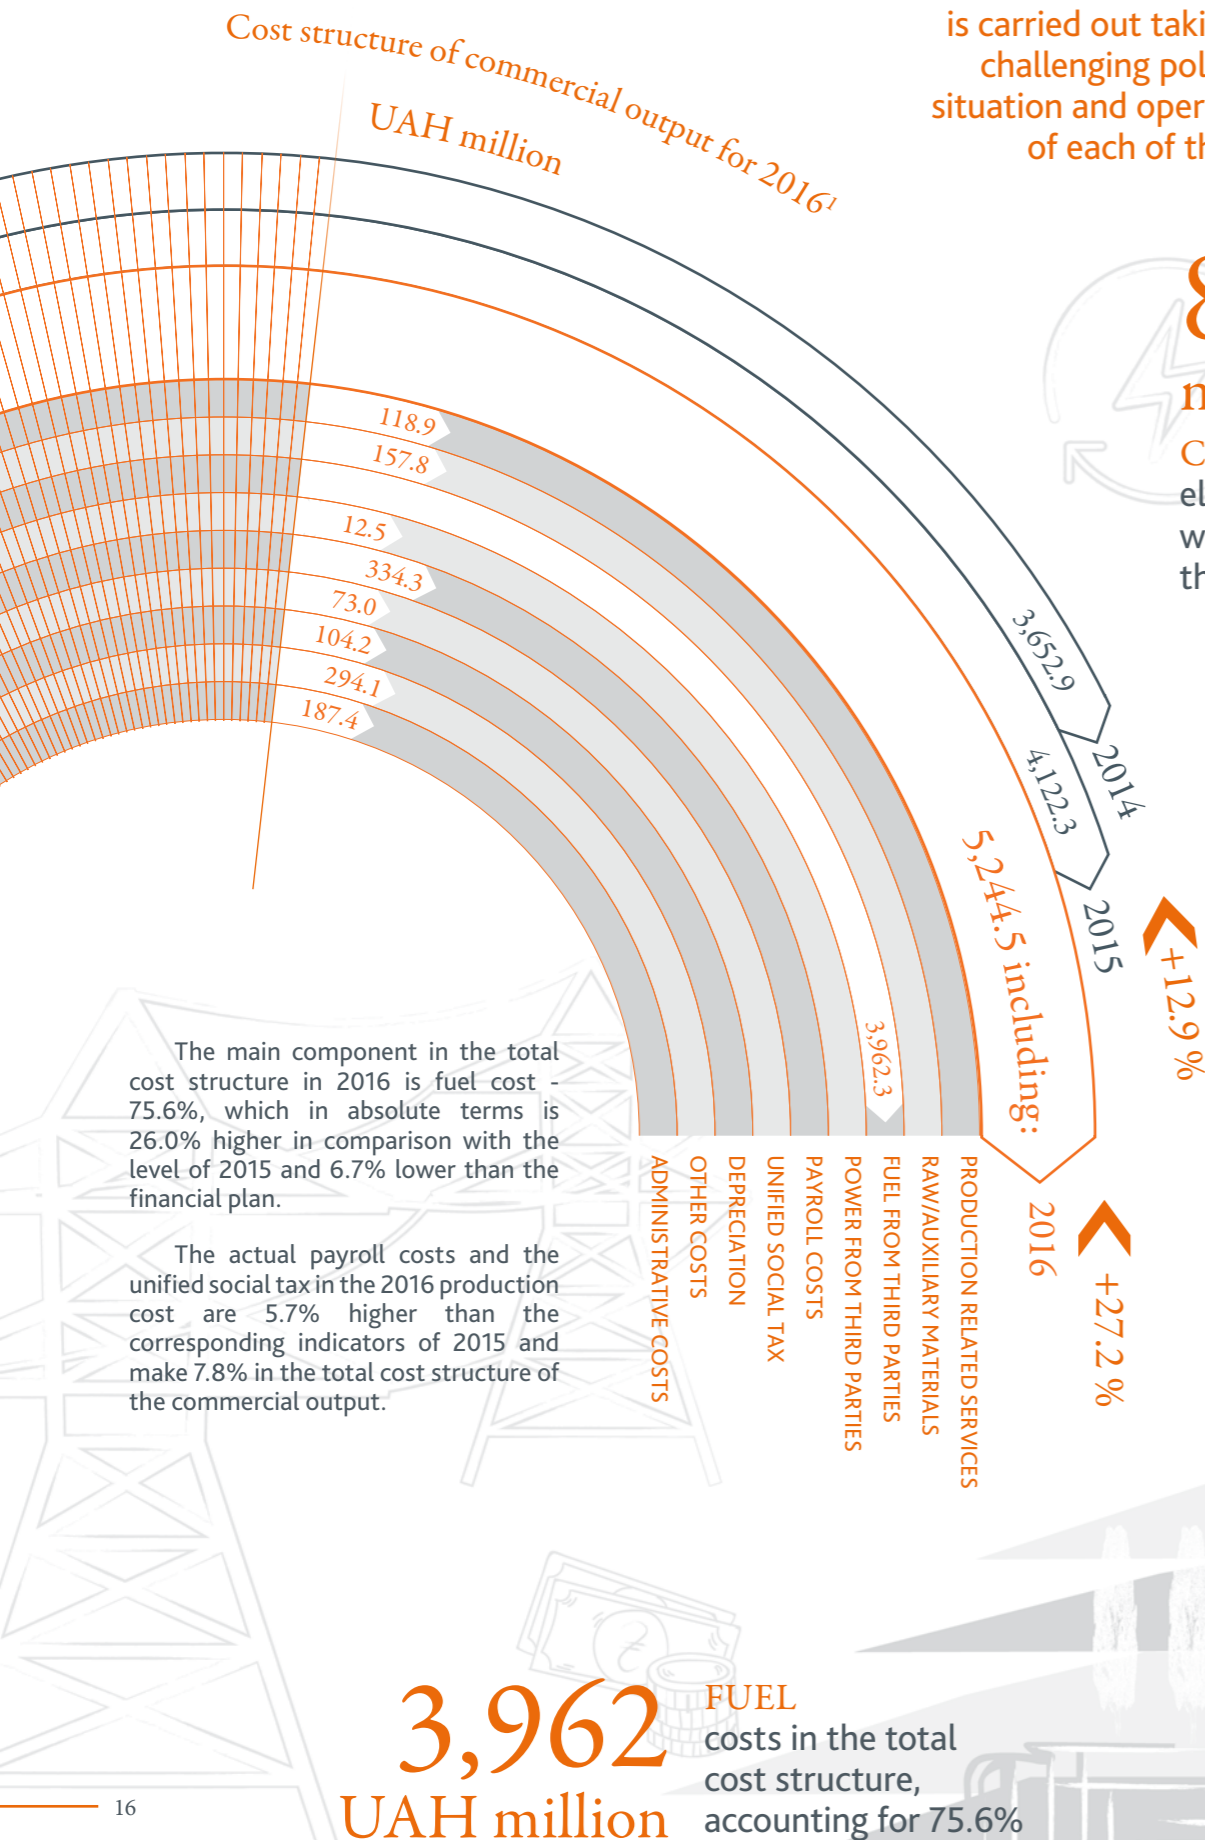 Cost structure of commercial output for 2016¹
UAH million
is carried out
challenging
situation and
of each of
118.9
157.8
12.5
334.3
73.0
104.2
294.1
187.4
3,652.9
2014
4,122.3
2015
+12.9 %
5,244.5 including:
2016
+27.2 %
3,962.3
ADMINISTRATIVE COSTS
OTHER COSTS
DEPRECIATION
UNIFIED SOCIAL TAX
PAYROLL COSTS
POWER FROM THIRD PARTIES
FUEL FROM THIRD PARTIES
RAW/AUXILIARY MATERIALS
PRODUCTION RELATED SERVICES
The main component in the total
cost structure in 2016 is fuel cost -
75.6%, which in absolute terms is
26.0% higher in comparison with the
level of 2015 and 6.7% lower than the
financial plan.
The actual payroll costs and the
unified social tax in the 2016 production
cost are 5.7% higher than the
corresponding indicators of 2015 and
make 7.8% in the total cost structure of
the commercial output.
3,962
UAH million
FUEL
costs in the total
cost structure,
accounting for 75.6%
16